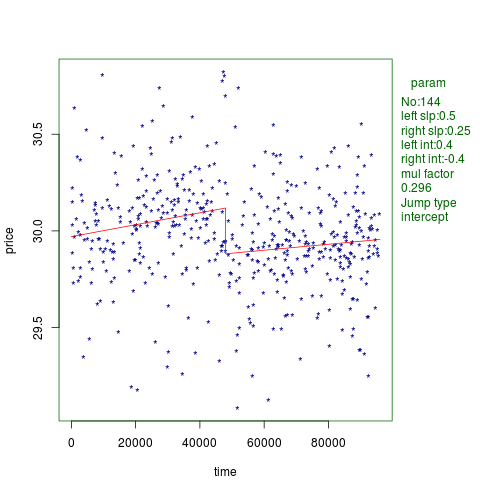 param
No:144
left slp:0.5
right slp:0.25
left int:0.4
right int:-0.4
mul factor
0.296
Jump type
intercept
30.5
30.0
29.5
price
0 20000 40000 60000 80000
time